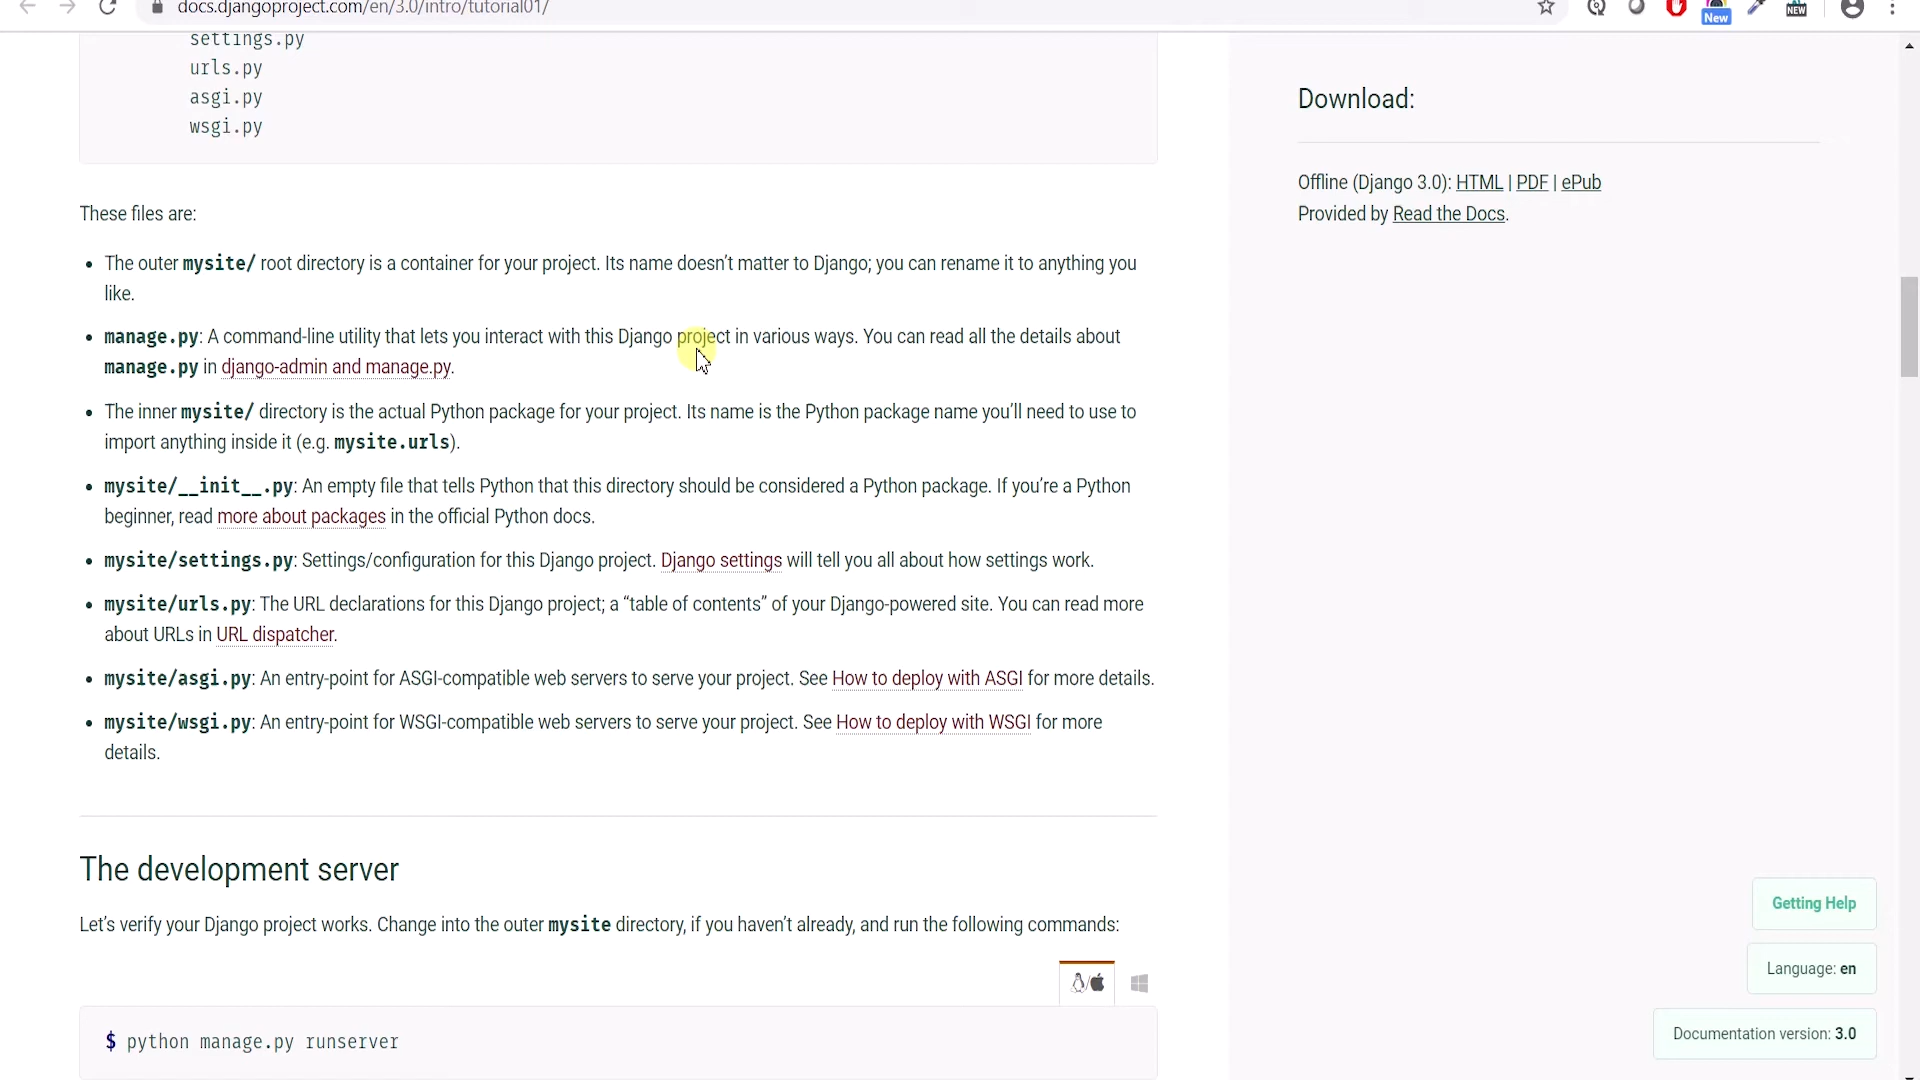 docs.djangoproject.com/en/3.0/intro/tutorial01/
New
NEW
settings.py
urls.py
asgi.py
wsgi.py
These files are:
• The outer mysite/ root directory is a container for your project. Its name doesn’t matter to Django; you can rename it to anything you
like.
• manage.py: A command-line utility that lets you interact with this Django project in various ways. You can read all the details about
manage.py in django-admin and manage.py.
• The inner mysite/ directory is the actual Python package for your project. Its name is the Python package name you’ll need to use to
import anything inside it (e.g. mysite.urls).
• mysite/__init__.py: An empty file that tells Python that this directory should be considered a Python package. If you’re a Python
beginner, read more about packages in the official Python docs.
• mysite/settings.py: Settings/configuration for this Django project. Django settings will tell you all about how settings work.
• mysite/urls.py: The URL declarations for this Django project; a “table of contents” of your Django-powered site. You can read more
about URLs in URL dispatcher.
• mysite/asgi.py: An entry-point for ASGI-compatible web servers to serve your project. See How to deploy with ASGI for more details.
• mysite/wsgi.py: An entry-point for WSGI-compatible web servers to serve your project. See How to deploy with WSGI for more
details.
The development server
Let’s verify your Django project works. Change into the outer mysite directory, if you haven’t already, and run the following commands:
/
$ python manage.py runserver
Download:
Offline (Django 3.0): HTML | PDF | ePub
Provided by Read the Docs.
Getting Help
Language: en
Documentation version: 3.0